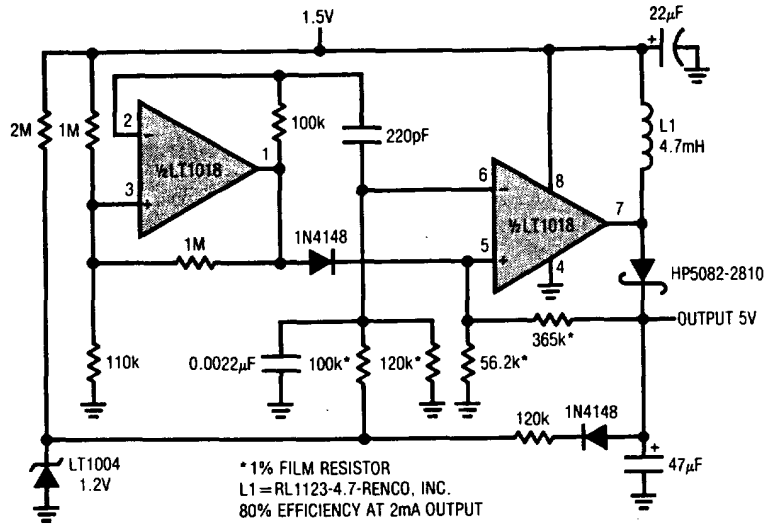 1.5V
22μF
+
2M
1M
2
−
100k
220pF
L1
4.7mH
½LT1018
1
3
+
6
−
8
½LT1018
7
1M
1N4148
5
+
4
HP5082-2810
OUTPUT 5V
365k*
110k
0.0022μF
100k*
120k*
56.2k*
120k
1N4148
LT1004
1.2V
+
47μF
*1% FILM RESISTOR
L1=RL1123-4.7-RENCO, INC.
80% EFFICIENCY AT 2mA OUTPUT